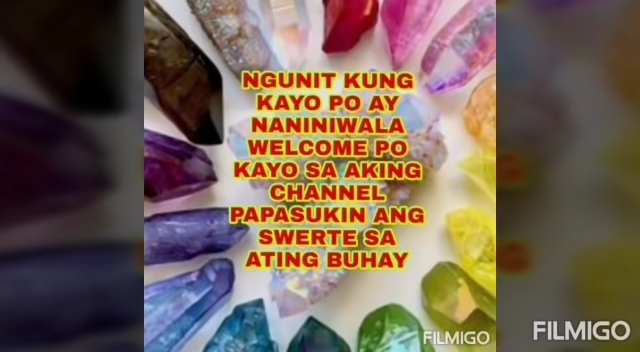 NGUNIT KUNG
KAYO PO AY
NANINIWALA
WELCOME PO
KAYO SA AKING
CHANNEL
PAPASUKIN ANG
SWERTE SA
ATING BUHAY
FILMIGO
FILMIGO